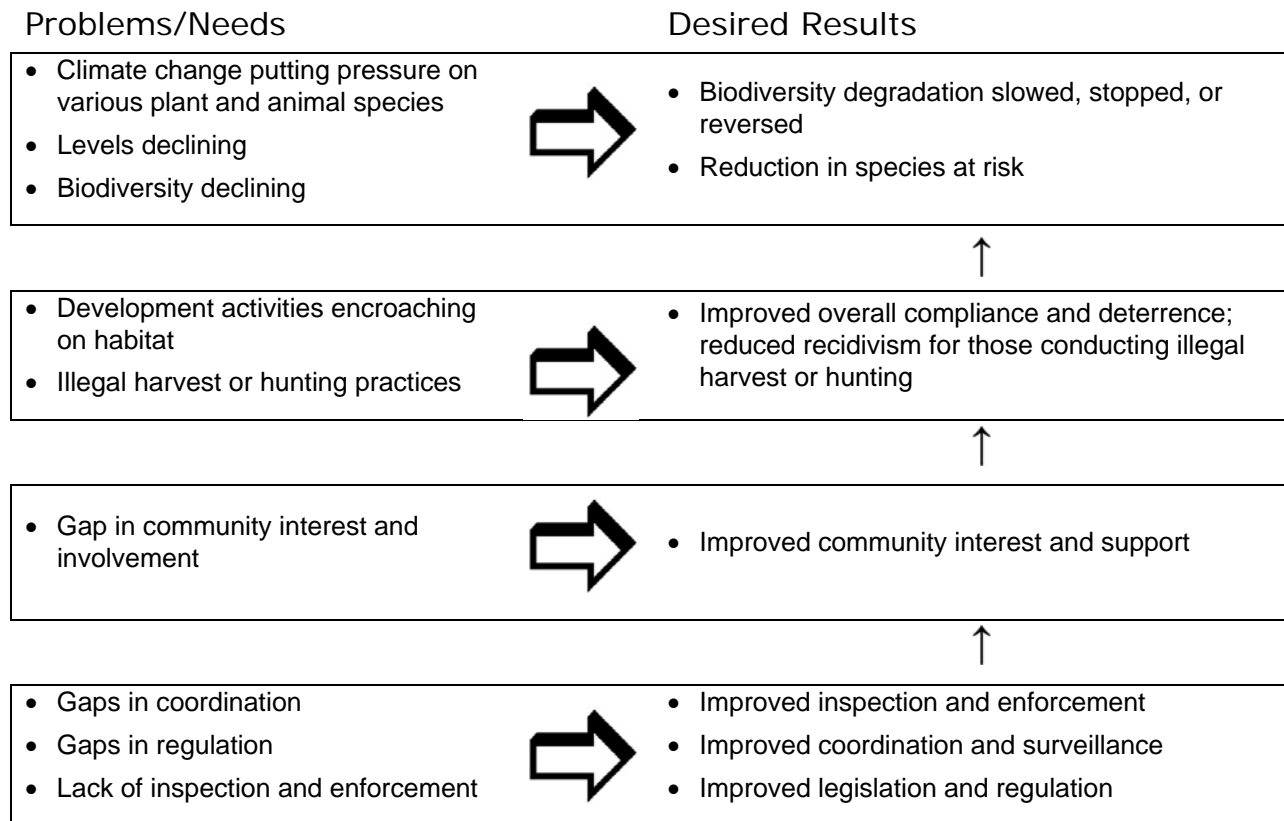 Problems/Needs
Desired Results
• Climate change putting pressure on
various plant and animal species
• Levels declining
• Biodiversity declining
• Biodiversity degradation slowed, stopped, or
reversed
• Reduction in species at risk
↑
• Development activities encroaching
on habitat
• Illegal harvest or hunting practices
• Improved overall compliance and deterrence;
reduced recidivism for those conducting illegal
harvest or hunting
↑
• Gap in community interest and
involvement
• Improved community interest and support
↑
• Gaps in coordination
• Gaps in regulation
• Lack of inspection and enforcement
• Improved inspection and enforcement
• Improved coordination and surveillance
• Improved legislation and regulation